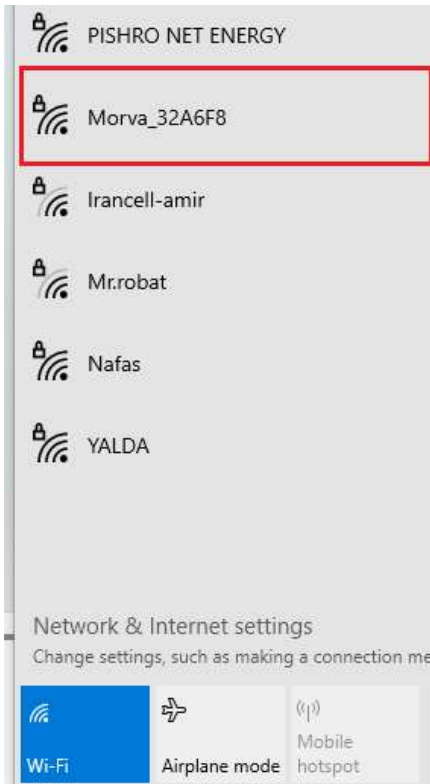 PISHRO NET ENERGY
Morva_32A6F8
Irancell-amir
Mr.robat
Nafas
YALDA
Network & Internet settings
Change settings, such as making a connection me
Wi-Fi
Airplane mode
Mobile
hotspot